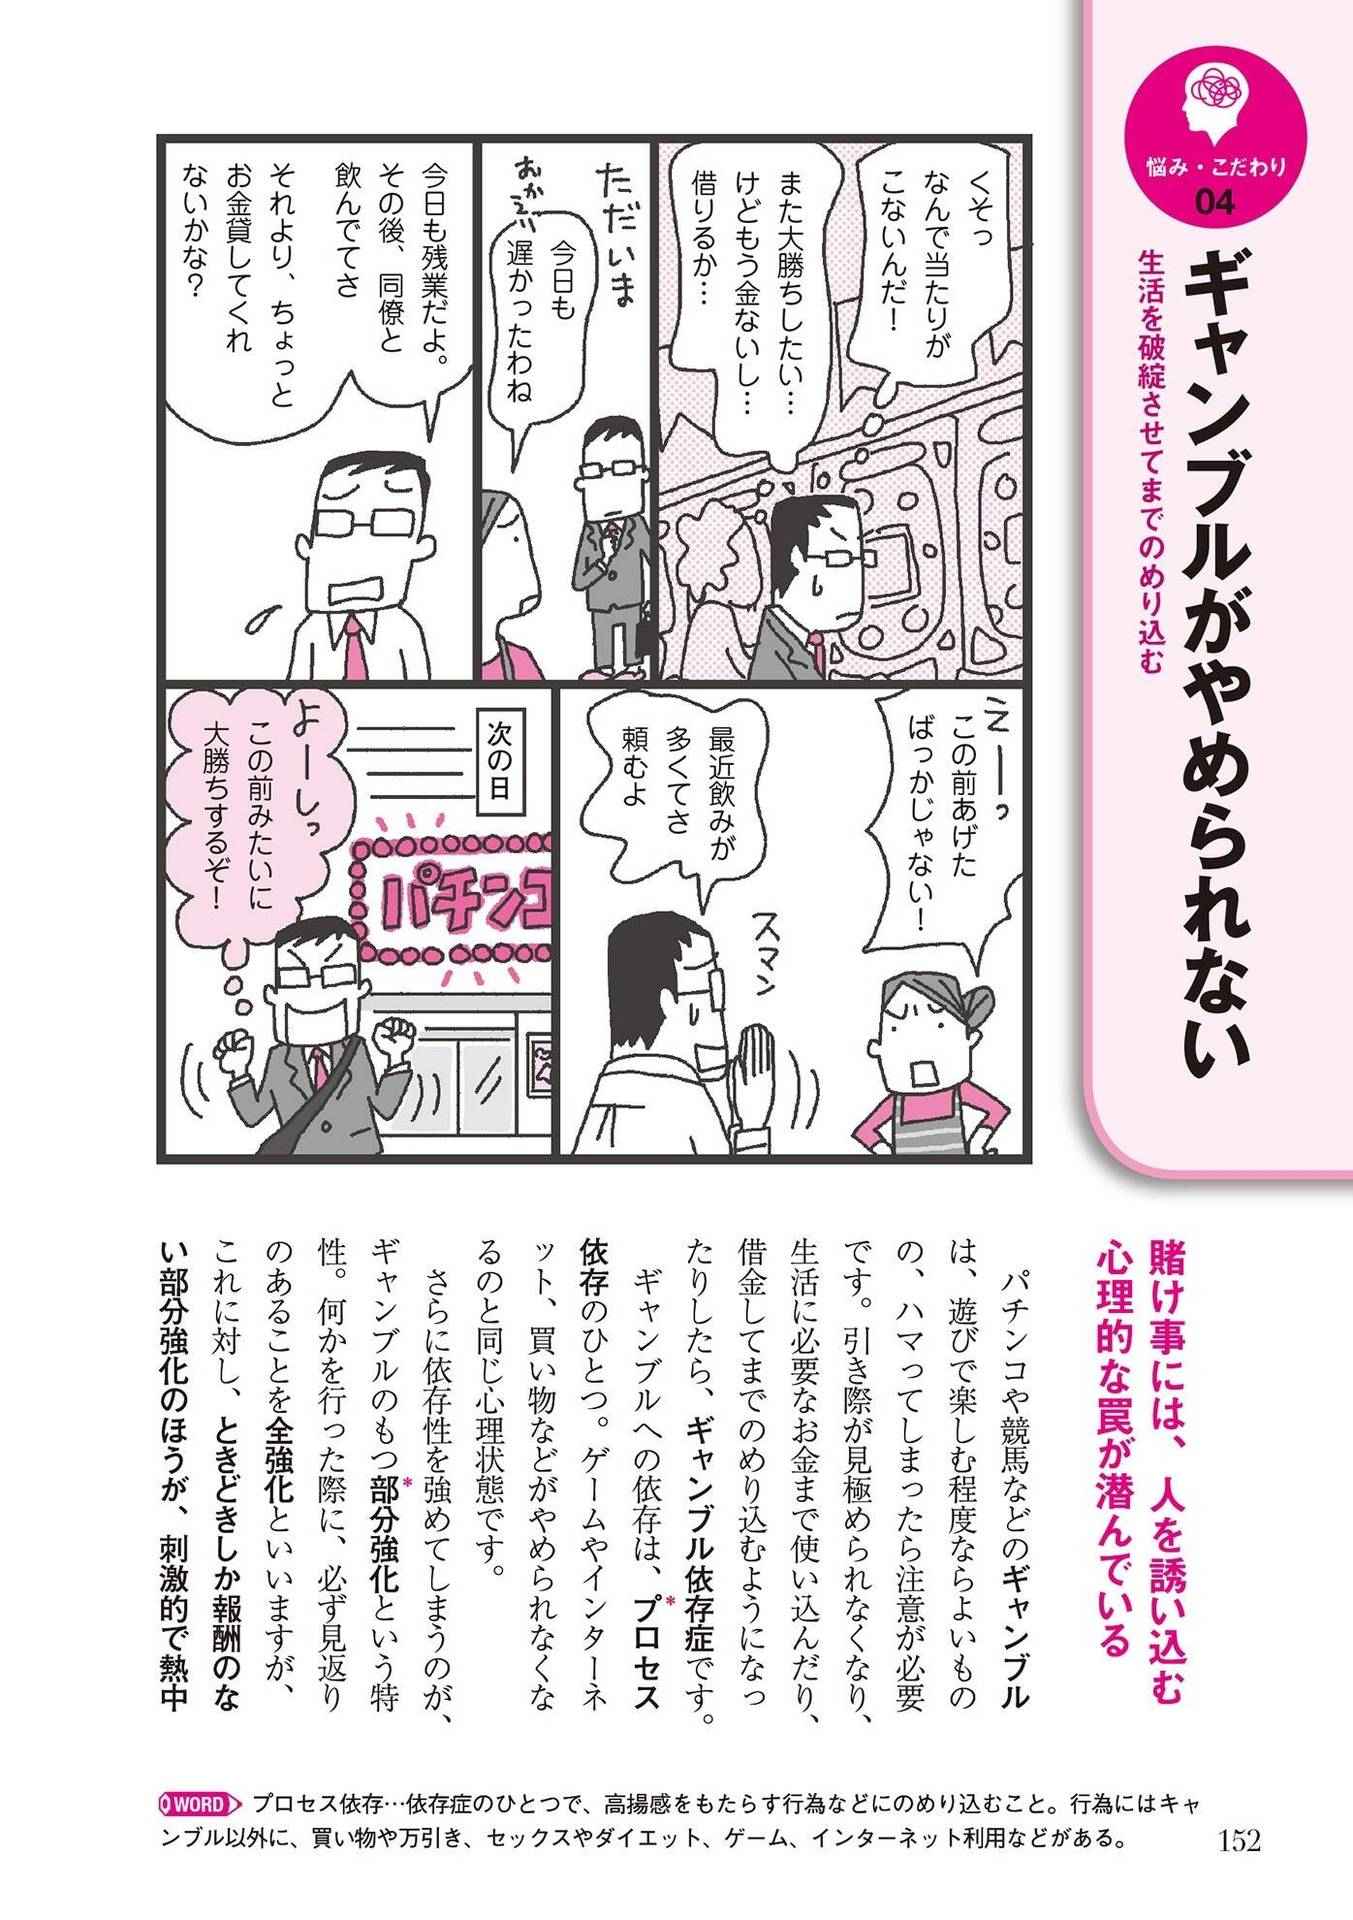 悩み・こだわり
04
ギャンブルがやめられない
生活を破綻させてまでのめり込む
くそっ
なんで当たりが
こないんだ！
また大勝ちしたい…
けどもう金ないし…
借りるか…
ただいま
おかえりー
今日も
遅かったわね
今日も残業だよ。
その後、同僚と
飲んでてさ
それより、ちょっと
お金貸してくれ
ないかな？
えーーっ
この前あげた
ばっかじゃない！
スマン
最近飲みが
多くてさ
頼むよ
次の日
パチンコ
よーしっ
この前みたいに
大勝ちするぞ！
賭け事には、人を誘い込む
心理的な罠が潜んでいる
パチンコや競馬などのギャンブル
は、遊びで楽しむ程度ならよいもの
の、ハマってしまったら注意が必要
です。引き際が見極められなくなり、
生活に必要なお金まで使い込んだり、
借金してまでのめり込むようになっ
たりしたら、ギャンブル依存症です。
ギャンブルへの依存は、プロセス*
依存のひとつ。ゲームやインターネ
ット、買い物などがやめられなくな
るのと同じ心理状態です。
さらに依存性を強めてしまうのが、
ギャンブルのもつ部分強化*という特
性。何かを行った際に、必ず見返り
のあることを全強化といいますが、
これに対し、ときどきしか報酬のな
い部分強化のほうが、刺激的で熱中
WORD プロセス依存…依存症のひとつで、高揚感をもたらす行為などにのめり込むこと。行為にはギャ
ンブル以外に、買い物や万引き、セックスやダイエット、ゲーム、インターネット利用などがある。
152